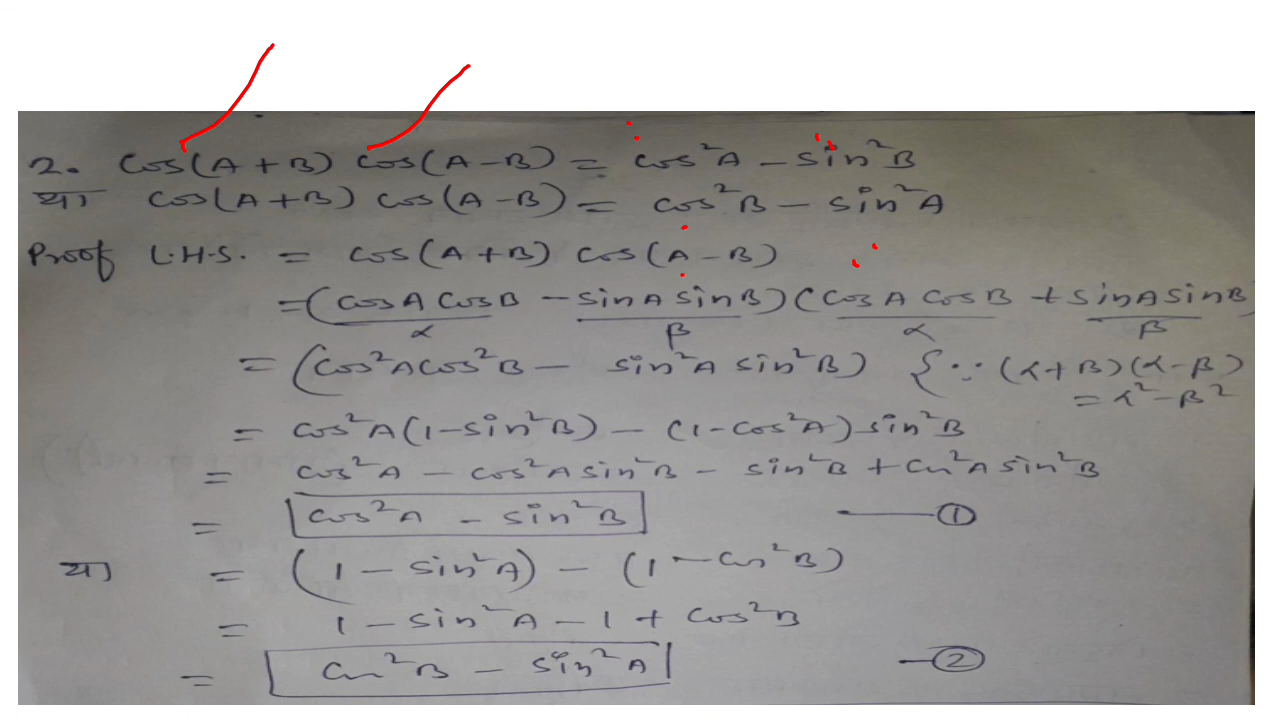 2. cos(A+B) cos(A-B) = cos²A - sin²B
या cos(A+B) cos(A-B) = cos²B - sin²A
Proof L.H.S. = cos(A+B) cos(A-B)
=(cosA cosB - sinA sinB)(cosA cosB + sinA sinB
α β α β
= (cos²A cos²B - sin²A sin²B) {∵ (α+β)(α-β)
= α²-β²
= cos²A(1-sin²B) - (1-cos²A) sin²B
= cos²A - cos²A sin²B - sin²B + cos²A sin²B
= cos²A - sin²B ①
या = (1 - sin²A) - (1 - cos²B)
= 1 - sin²A - 1 + cos²B
= cos²B - sin²A ②